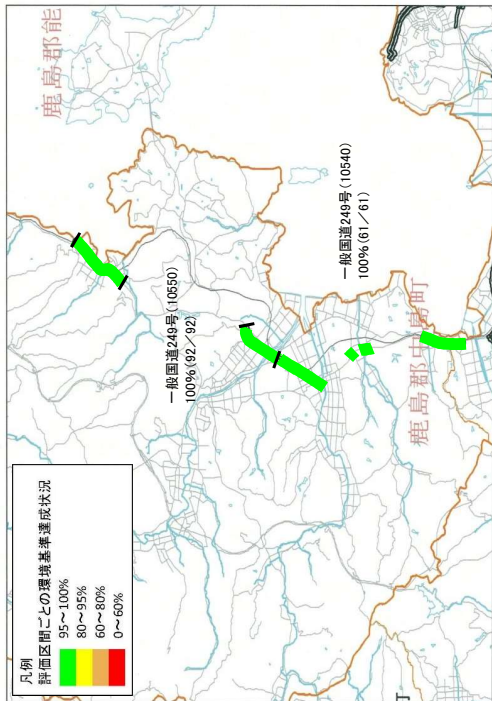 凡例
評価区間ごとの環境基準達成状況
95～100%
80～95%
60～80%
0～60%
鹿島郡能
一般国道249号(10550)
100%(92/92)
一般国道249号(10540)
100%(61/61)
鹿島郡中島町
町